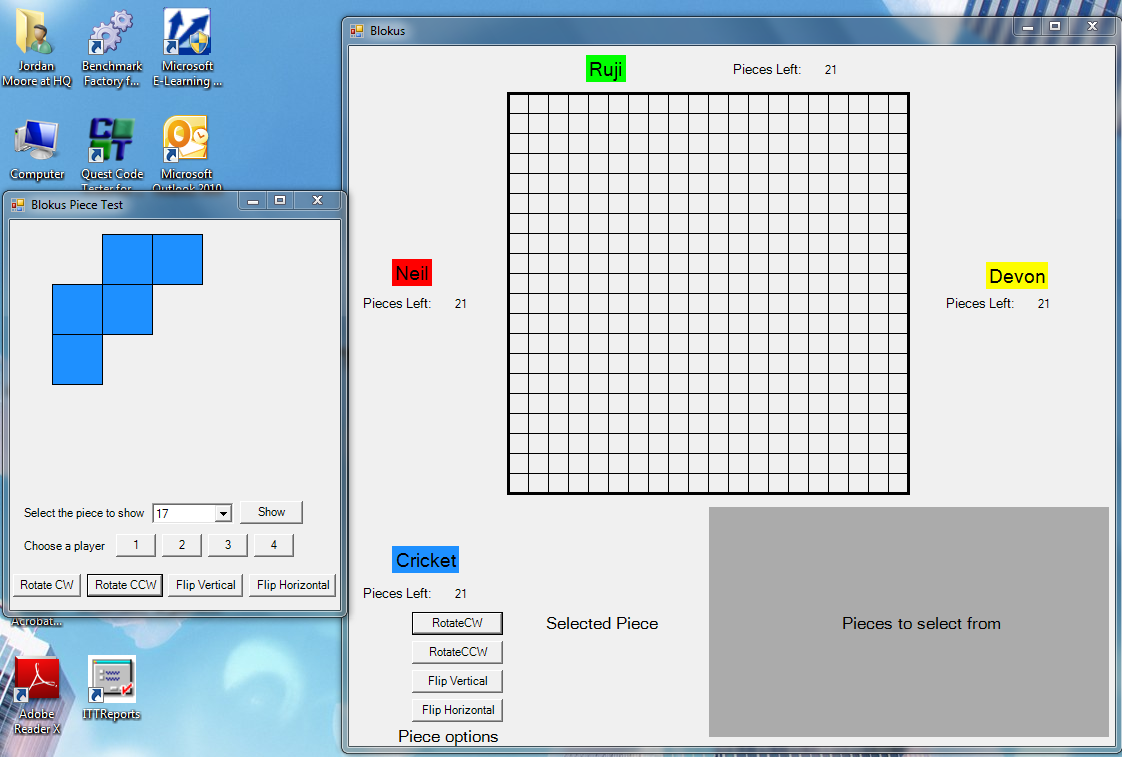 Jordan
Moore at HQ
Benchmark
Factory f...
Microsoft
E-Learning ...
Computer
Quest Code
Tester for
Microsoft
Outlook 2010
Blokus Piece Test
Select the piece to show 17 Show
Choose a player 1 2 3 4
Rotate CW Rotate CCW Flip Vertical Flip Horizontal
Acrobat...
Adobe
Reader X
ITTReports
Blokus
Ruji Pieces Left: 21
Neil
Pieces Left: 21
Devon
Pieces Left: 21
Cricket
Pieces Left: 21
RotateCW
RotateCCW
Flip Vertical
Flip Horizontal
Piece options
Selected Piece
Pieces to select from